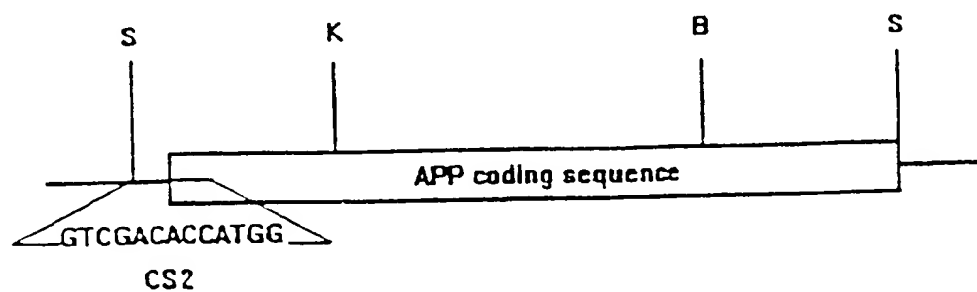 S K B S
APP coding sequence
GTCGACACCATGG
CS2